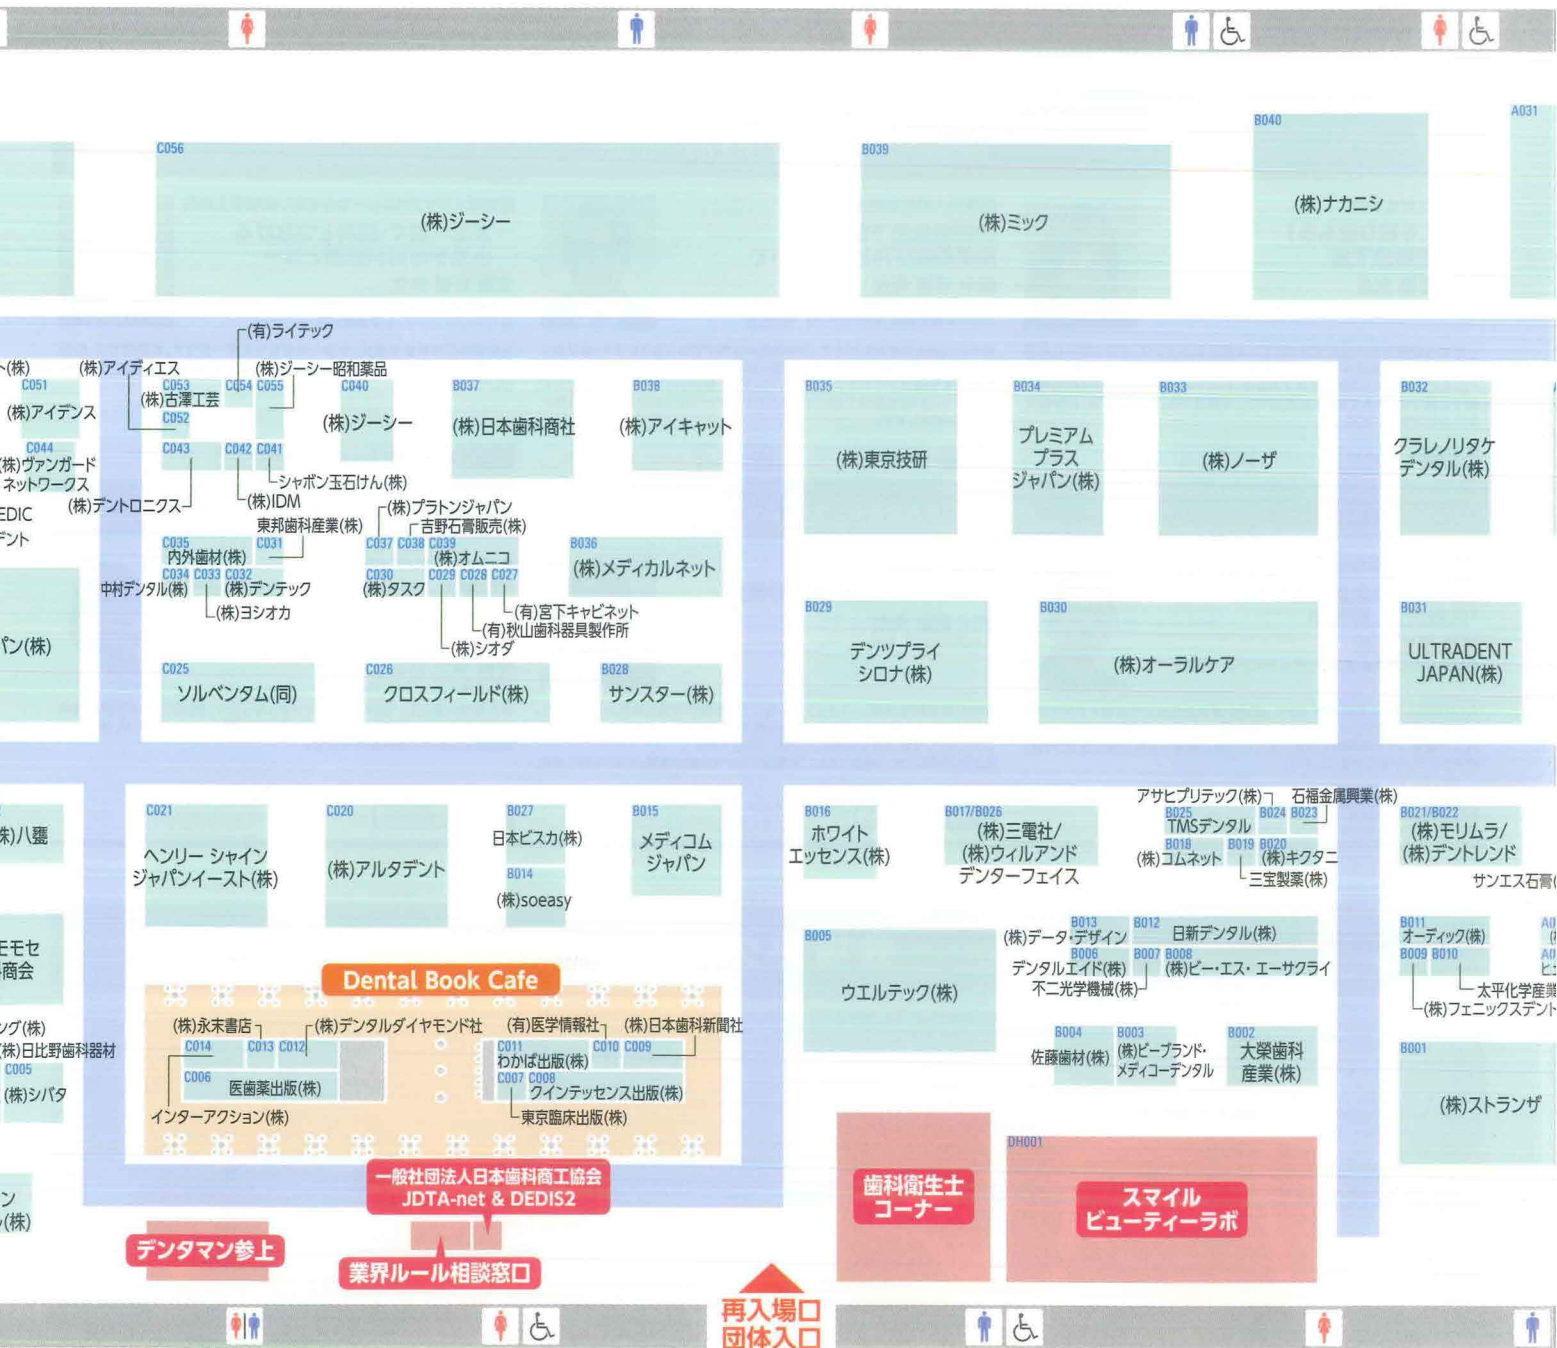 C056
(株)ジーシー
B039
(株)ミック
B040
(株)ナカニシ
A031
(有)ライテック
(株)アイディエス
(株)ジーシー昭和薬品
C051
(株)アイデンス
C053
(株)古澤工芸
C054
C055
C052
C040
(株)ジーシー
B037
(株)日本歯科商社
B038
(株)アイキャット
C044
(株)ヴァンガード
ネットワークス
C043
C042
C041
シャボン玉石けん(株)
(株)IDM
(株)デントロニクス
EDIC
デント
東邦歯科産業(株)
C035
内外歯材(株)
C031
C034
C033
C032
中村デンタル(株)
(株)デンテック
(株)ヨシオカ
(株)プラトンジャパン
吉野石膏販売(株)
C037
C038
C039
(株)オムニコ
C030
(株)タスク
C029
C028
C027
(有)宮下キャビネット
(有)秋山歯科器具製作所
(株)シオダ
B036
(株)メディカルネット
パン(株)
C025
ソルベンタム(同)
C026
クロスフィールド(株)
B028
サンスター(株)
B035
(株)東京技研
B034
プレミアム
プラス
ジャパン(株)
B033
(株)ノーザ
B032
クラレノリタケ
デンタル(株)
B029
デンツプライ
シロナ(株)
B030
(株)オーラルケア
B031
ULTRADENT
JAPAN(株)
株)八甕
C021
ヘンリー シャイン
ジャパンイースト(株)
C020
(株)アルタデント
B027
日本ビスカ(株)
B014
(株)soeasy
B015
メディコム
ジャパン
B016
ホワイト
エッセンス(株)
B017/B026
(株)三電社/
(株)ウィルアンド
デンターフェイス
アサヒプリテック(株)
石福金属興業(株)
B025
TMSデンタル
B024
B023
B018
(株)コムネット
B019
B020
(株)キクタニ
三宝製薬(株)
B021/B022
(株)モリムラ/
(株)デントレンド
サンエス石膏(
モモセ
商会
B005
ウエルテック(株)
B013
(株)データ・デザイン
B012
日新デンタル(株)
B006
デンタルエイド(株)
B007
B008
(株)ビー・エス・エーサクライ
不二光学機械(株)
B011
オーディック(株)
B009
B010
太平化学産業
(株)フェニックスデント
Dental Book Cafe
(株)永末書店
(株)デンタルダイヤモンド社
(有)医学情報社
(株)日本歯科新聞社
C014
C013
C012
C006
医歯薬出版(株)
インターアクション(株)
C011
わかば出版(株)
C010
C009
C007
C008
クインテッセンス出版(株)
東京臨床出版(株)
ング(株)
(株)日比野歯科器材
C005
(株)シバタ
B004
佐藤歯材(株)
B003
(株)ビーブランド・
メディコーデンタル
B002
大榮歯科
産業(株)
B001
(株)ストランザ
一般社団法人日本歯科商工協会
JDTA-net & DEDIS2
デンタマン参上
業界ルール相談窓口
歯科衛生士
コーナー
DH001
スマイル
ビューティーラボ
再入場口
団体入口